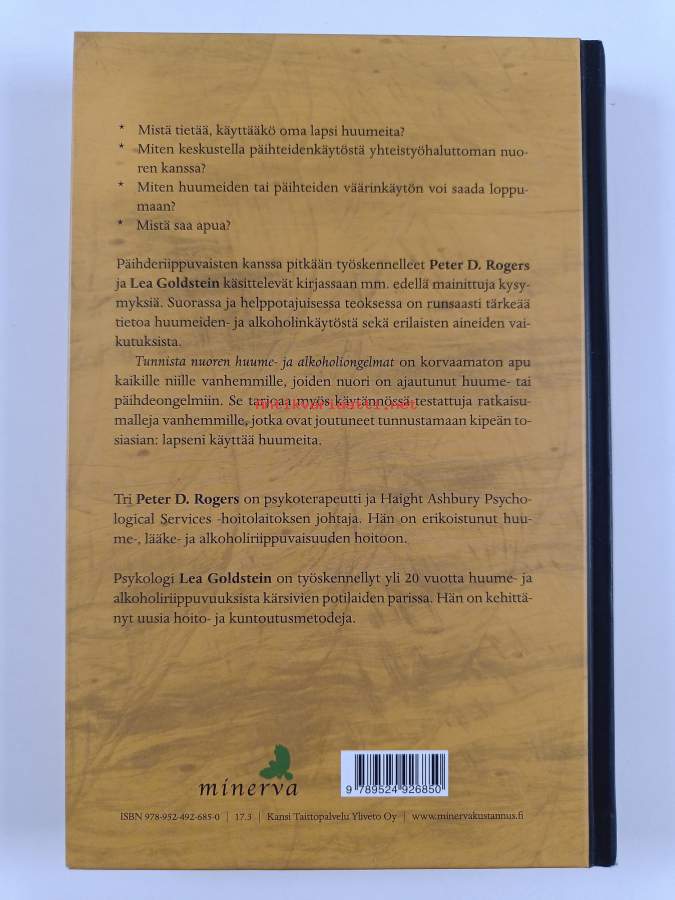 * Mistä tietää, käyttääkö oma lapsi huumeita?
* Miten keskustella päihteidenkäytöstä yhteistyöhaluttoman nuo-
ren kanssa?
* Miten huumeiden tai päihteiden väärinkäytön voi saada loppu-
maan?
* Mistä saa apua?
Päihderiippuvaisten kanssa pitkään työskennelleet Peter D. Rogers
ja Lea Goldstein käsittelevät kirjassaan mm. edellä mainittuja kysy-
myksiä. Suorassa ja helppotajuisessa teoksessa on runsaasti tärkeää
tietoa huumeiden- ja alkoholinkäytöstä sekä erilaisten aineiden vai-
kutuksista.
Tunnista nuoren huume- ja alkoholiongelmat on korvaamaton apu
kaikille niille vanhemmille, joiden nuori on ajautunut huume- tai
päihdeongelmiin. Se tarjoaa myös käytännössä testattuja ratkaisu-
antikvariaatti.net
malleja vanhemmille, jotka ovat joutuneet tunnustamaan kipeän to-
siasian: lapseni käyttää huumeita.
Tri Peter D. Rogers on psykoterapeutti ja Haight Ashbury Psycho-
logical Services -hoitolaitoksen johtaja. Hän on erikoistunut huu-
me-, lääke- ja alkoholiriippuvaisuuden hoitoon.
Psykologi Lea Goldstein on työskennellyt yli 20 vuotta huume- ja
alkoholiriippuvuuksista kärsivien potilaiden parissa. Hän on kehittä-
nyt uusia hoito- ja kuntoutusmetodeja.
minerva
9 789524 926850
ISBN 978-952-492-685-0 | 17.3 | Kansi Taittopalvelu Yliveto Oy | www.minervakustannus.fi